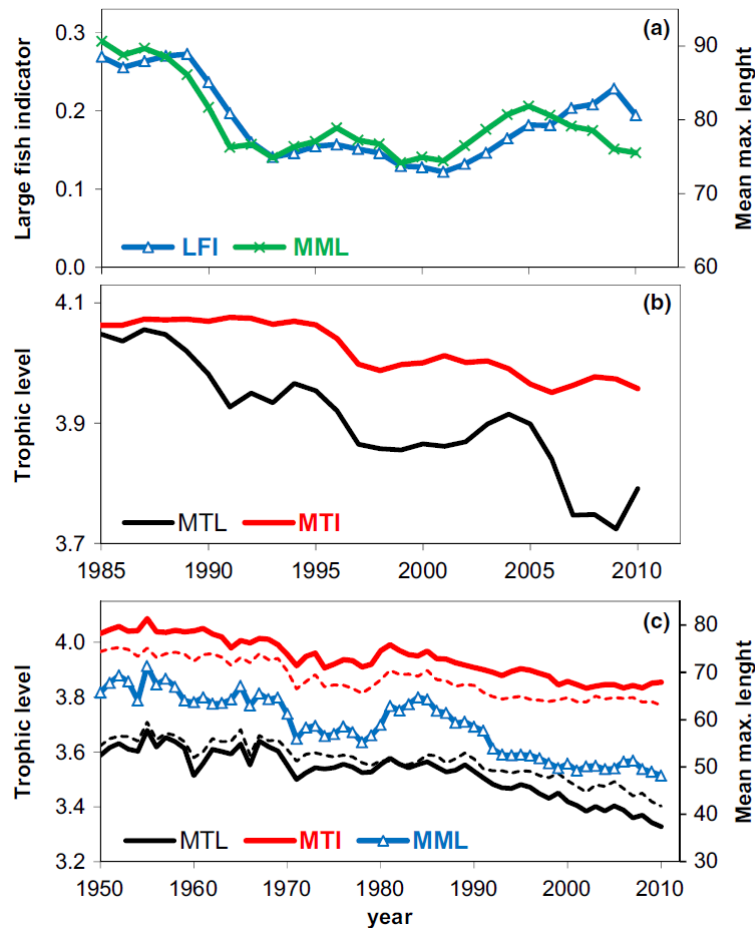 (a)
Large fish indicator
0.3
0.2
0.1
0.0
90
80
70
60
Mean max. lenght
LFI MML
(b)
Trophic level
4.1
3.9
3.7
MTL MTI
1985 1990 1995 2000 2005 2010
(c)
Trophic level
4.0
3.8
3.6
3.4
3.2
80
70
60
50
40
30
Mean max. lenght
MTL MTI MML
1950 1960 1970 1980 1990 2000 2010
year